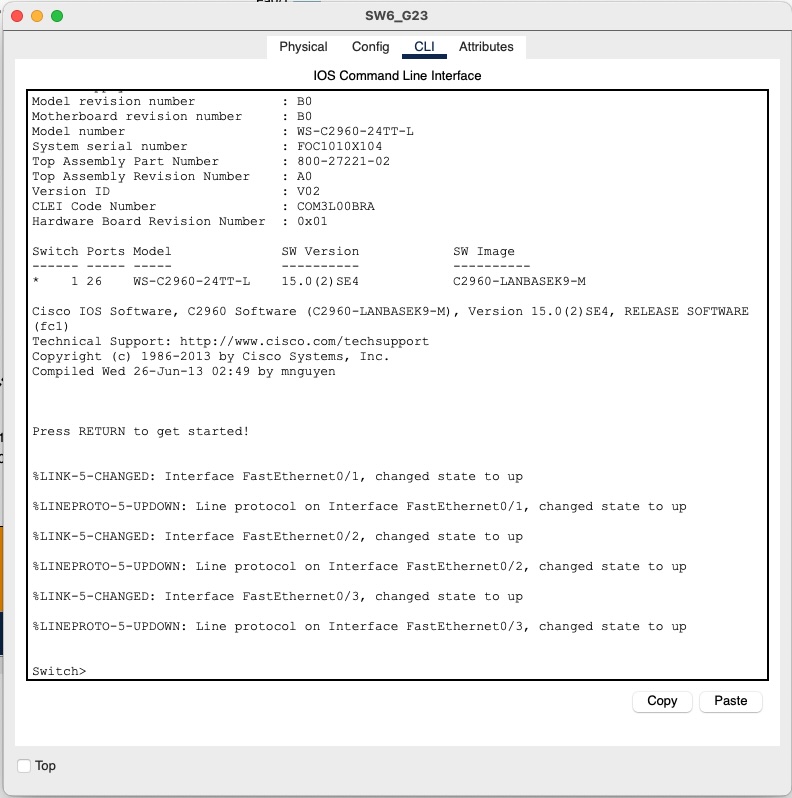 SW6_G23
Physical Config CLI Attributes
IOS Command Line Interface
Model revision number : B0
Motherboard revision number : B0
Model number : WS-C2960-24TT-L
System serial number : FOC1010X104
Top Assembly Part Number : 800-27221-02
Top Assembly Revision Number : A0
Version ID : V02
CLEI Code Number : COM3L00BRA
Hardware Board Revision Number : 0x01
Switch Ports Model SW Version SW Image
------ ----- ----- ---------- ----------
* 1 26 WS-C2960-24TT-L 15.0(2)SE4 C2960-LANBASEK9-M
Cisco IOS Software, C2960 Software (C2960-LANBASEK9-M), Version 15.0(2)SE4, RELEASE SOFTWARE
(fc1)
Technical Support: http://www.cisco.com/techsupport
Copyright (c) 1986-2013 by Cisco Systems, Inc.
Compiled Wed 26-Jun-13 02:49 by mnguyen
Press RETURN to get started!
%LINK-5-CHANGED: Interface FastEthernet0/1, changed state to up
%LINEPROTO-5-UPDOWN: Line protocol on Interface FastEthernet0/1, changed state to up
%LINK-5-CHANGED: Interface FastEthernet0/2, changed state to up
%LINEPROTO-5-UPDOWN: Line protocol on Interface FastEthernet0/2, changed state to up
%LINK-5-CHANGED: Interface FastEthernet0/3, changed state to up
%LINEPROTO-5-UPDOWN: Line protocol on Interface FastEthernet0/3, changed state to up
Switch>
Copy Paste
Top